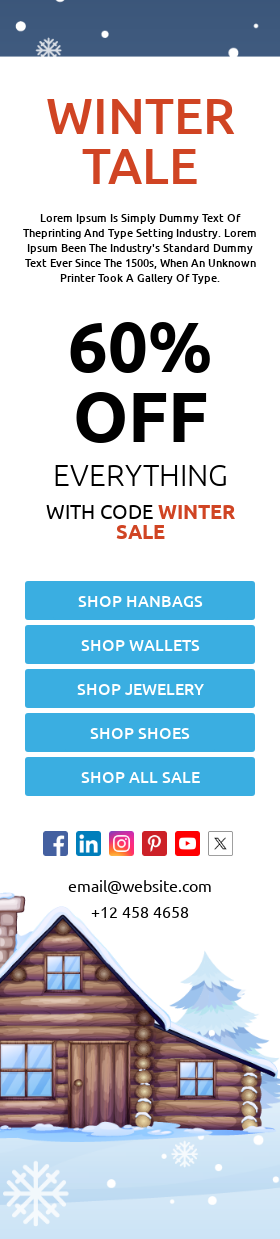 WINTER
TALE
Lorem Ipsum Is Simply Dummy Text Of
Theprinting And Type Setting Industry. Lorem
Ipsum Been The Industry's Standard Dummy
Text Ever Since The 1500s, When An Unknown
Printer Took A Gallery Of Type.
60%
OFF
EVERYTHING
WITH CODE WINTER
SALE
SHOP HANBAGS
SHOP WALLETS
SHOP JEWELERY
SHOP SHOES
SHOP ALL SALE
email@website.com
+12 458 4658